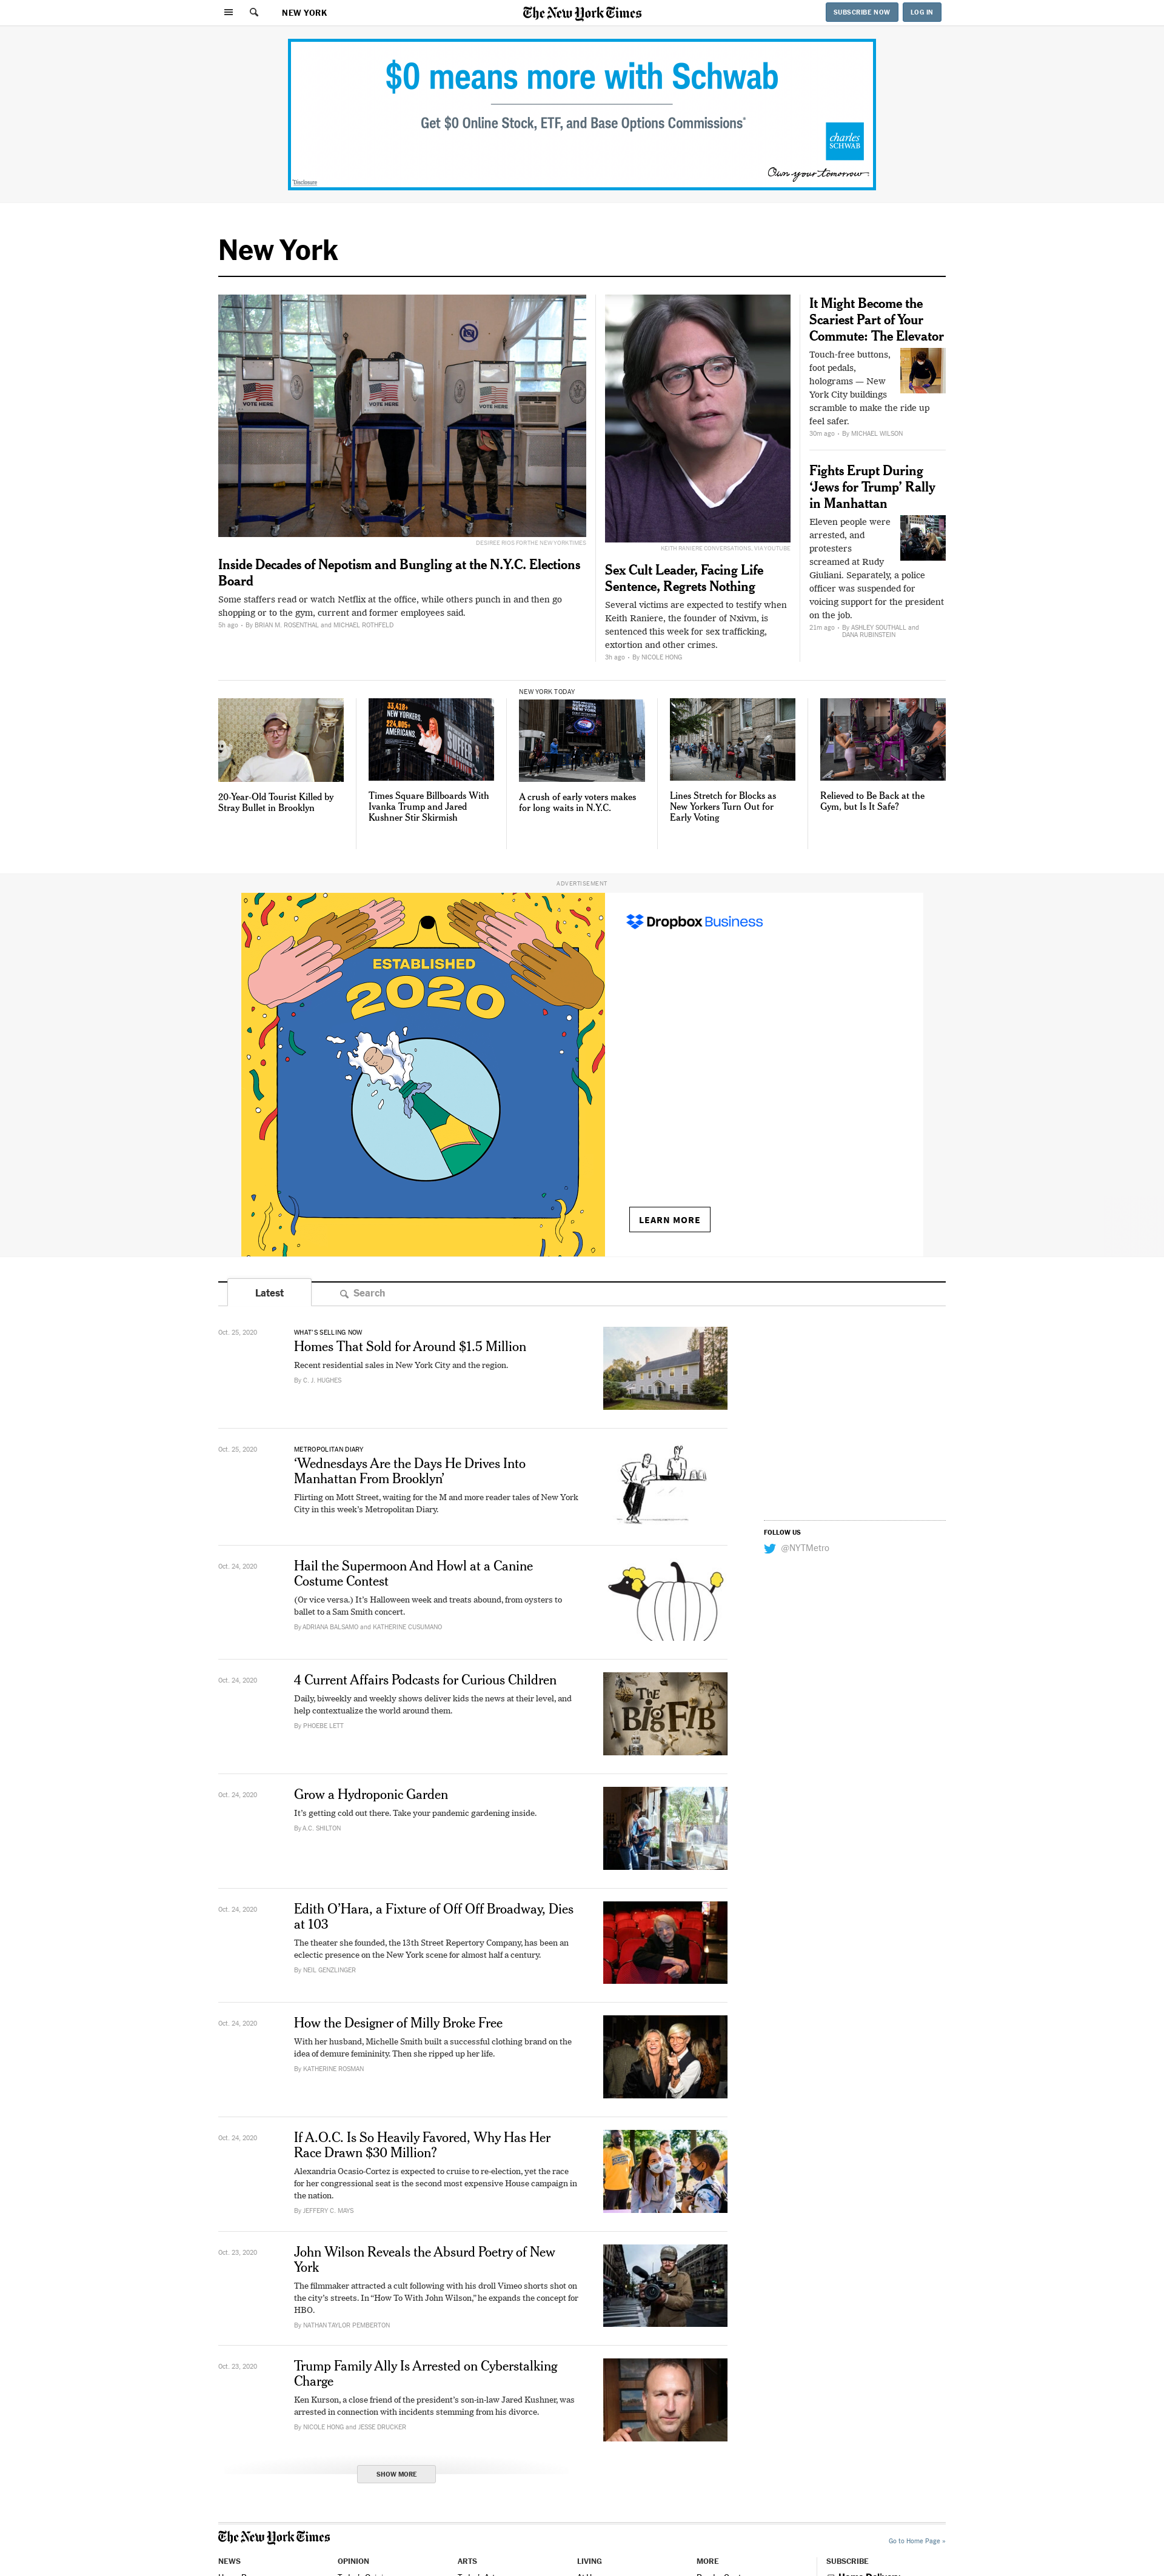 NEW YORK
The New York Times
SUBSCRIBE NOW
LOG IN
$0 means more with Schwab
Get $0 Online Stock, ETF, and Base Options Commissions*
charles
SCHWAB
Own your tomorrow.
Disclosure
New York
VOTE HERE
VOTE HERE
VOTE HERE
DESIREE RIOS FOR THE NEW YORK TIMES
Inside Decades of Nepotism and Bungling at the N.Y.C. Elections
Board
Some staffers read or watch Netflix at the office, while others punch in and then go
shopping or to the gym, current and former employees said.
5h ago • By BRIAN M. ROSENTHAL and MICHAEL ROTHFELD
KEITH RANIERE CONVERSATIONS, VIA YOUTUBE
Sex Cult Leader, Facing Life
Sentence, Regrets Nothing
Several victims are expected to testify when
Keith Raniere, the founder of Nxivm, is
sentenced this week for sex trafficking,
extortion and other crimes.
3h ago • By NICOLE HONG
It Might Become the
Scariest Part of Your
Commute: The Elevator
Touch-free buttons,
foot pedals,
holograms — New
York City buildings
scramble to make the ride up
feel safer.
30m ago • By MICHAEL WILSON
Fights Erupt During
‘Jews for Trump’ Rally
in Manhattan
Eleven people were
arrested, and
protesters
screamed at Rudy
Giuliani. Separately, a police
officer was suspended for
voicing support for the president
on the job.
21m ago • By ASHLEY SOUTHALL and
DANA RUBINSTEIN
20-Year-Old Tourist Killed by
Stray Bullet in Brooklyn
33,418+
NEW YORKERS.
224,005+
AMERICANS.
SUFFER
Times Square Billboards With
Ivanka Trump and Jared
Kushner Stir Skirmish
NEW YORK TODAY
A crush of early voters makes
for long waits in N.Y.C.
Lines Stretch for Blocks as
New Yorkers Turn Out for
Early Voting
Relieved to Be Back at the
Gym, but Is It Safe?
ADVERTISEMENT
ESTABLISHED
2020
Dropbox Business
LEARN MORE
Latest
Search
Oct. 25, 2020
WHAT'S SELLING NOW
Homes That Sold for Around $1.5 Million
Recent residential sales in New York City and the region.
By C. J. HUGHES
Oct. 25, 2020
METROPOLITAN DIARY
‘Wednesdays Are the Days He Drives Into
Manhattan From Brooklyn’
Flirting on Mott Street, waiting for the M and more reader tales of New York
City in this week’s Metropolitan Diary.
FOLLOW US
@NYTMetro
Oct. 24, 2020
Hail the Supermoon And Howl at a Canine
Costume Contest
(Or vice versa.) It’s Halloween week and treats abound, from oysters to
ballet to a Sam Smith concert.
By ADRIANA BALSAMO and KATHERINE CUSUMANO
Oct. 24, 2020
4 Current Affairs Podcasts for Curious Children
Daily, biweekly and weekly shows deliver kids the news at their level, and
help contextualize the world around them.
By PHOEBE LETT
THE
BIG FIB
Oct. 24, 2020
Grow a Hydroponic Garden
It’s getting cold out there. Take your pandemic gardening inside.
By A.C. SHILTON
Oct. 24, 2020
Edith O’Hara, a Fixture of Off Off Broadway, Dies
at 103
The theater she founded, the 13th Street Repertory Company, has been an
eclectic presence on the New York scene for almost half a century.
By NEIL GENZLINGER
Oct. 24, 2020
How the Designer of Milly Broke Free
With her husband, Michelle Smith built a successful clothing brand on the
idea of demure femininity. Then she ripped up her life.
By KATHERINE ROSMAN
Oct. 24, 2020
If A.O.C. Is So Heavily Favored, Why Has Her
Race Drawn $30 Million?
Alexandria Ocasio-Cortez is expected to cruise to re-election, yet the race
for her congressional seat is the second most expensive House campaign in
the nation.
By JEFFERY C. MAYS
Oct. 23, 2020
John Wilson Reveals the Absurd Poetry of New
York
The filmmaker attracted a cult following with his droll Vimeo shorts shot on
the city’s streets. In “How To With John Wilson,” he expands the concept for
HBO.
By NATHAN TAYLOR PEMBERTON
Oct. 23, 2020
Trump Family Ally Is Arrested on Cyberstalking
Charge
Ken Kurson, a close friend of the president’s son-in-law Jared Kushner, was
arrested in connection with incidents stemming from his divorce.
By NICOLE HONG and JESSE DRUCKER
SHOW MORE
The New York Times
Go to Home Page »
NEWS
OPINION
ARTS
LIVING
MORE
SUBSCRIBE